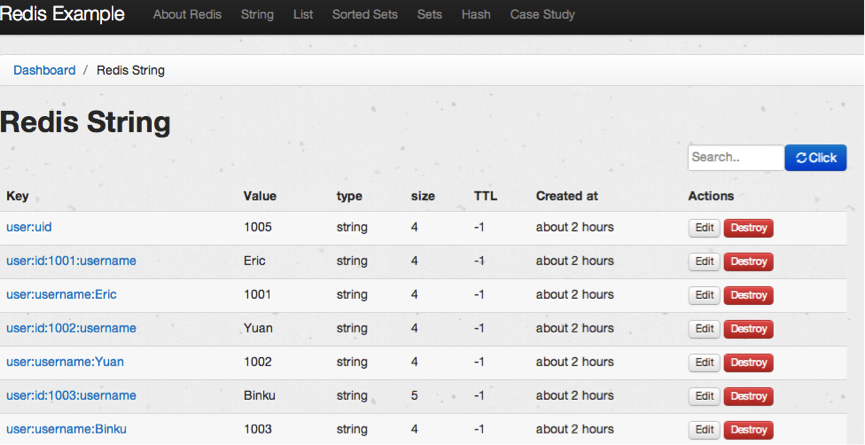 Redis Example About Redis String List Sorted Sets Sets Hash Case Study
Dashboard / Redis String
Redis String
Search.. Click
Key Value type size TTL Created at Actions
user:uid 1005 string 4 -1 about 2 hours Edit Destroy
user:id:1001:username Eric string 4 -1 about 2 hours Edit Destroy
user:username:Eric 1001 string 4 -1 about 2 hours Edit Destroy
user:id:1002:username Yuan string 4 -1 about 2 hours Edit Destroy
user:username:Yuan 1002 string 4 -1 about 2 hours Edit Destroy
user:id:1003:username Binku string 5 -1 about 2 hours Edit Destroy
user:username:Binku 1003 string 4 -1 about 2 hours Edit Destroy